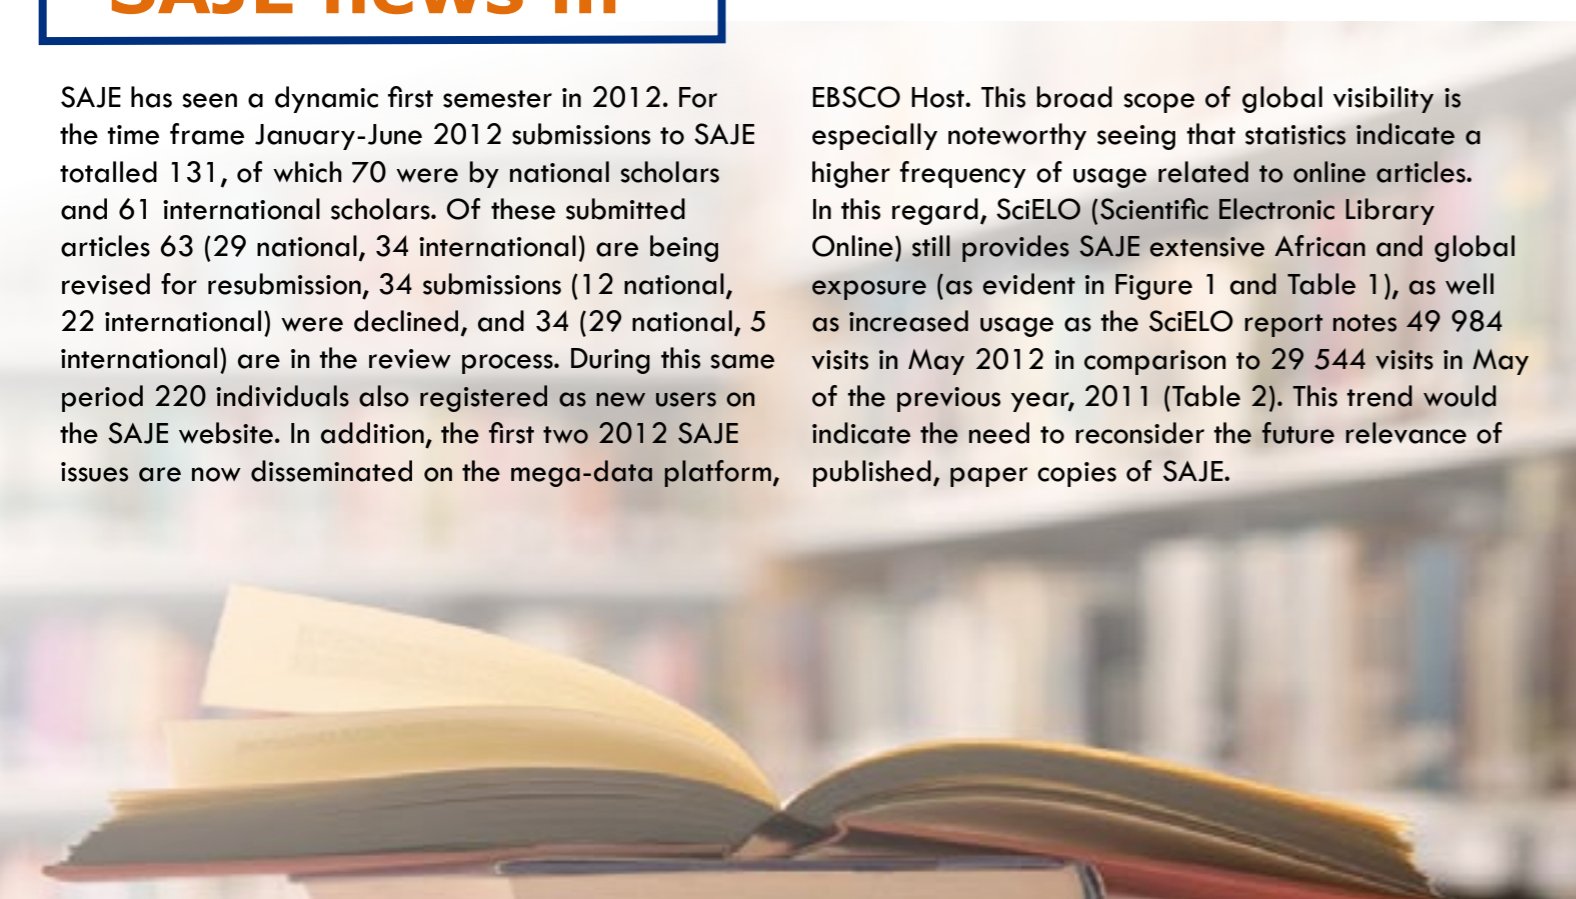 SAJE news in
SAJE has seen a dynamic first semester in 2012. For
the time frame January-June 2012 submissions to SAJE
totalled 131, of which 70 were by national scholars
and 61 international scholars. Of these submitted
articles 63 (29 national, 34 international) are being
revised for resubmission, 34 submissions (12 national,
22 international) were declined, and 34 (29 national, 5
international) are in the review process. During this same
period 220 individuals also registered as new users on
the SAJE website. In addition, the first two 2012 SAJE
issues are now disseminated on the mega-data platform,
EBSCO Host. This broad scope of global visibility is
especially noteworthy seeing that statistics indicate a
higher frequency of usage related to online articles.
In this regard, SciELO (Scientific Electronic Library
Online) still provides SAJE extensive African and global
exposure (as evident in Figure 1 and Table 1), as well
as increased usage as the SciELO report notes 49 984
visits in May 2012 in comparison to 29 544 visits in May
of the previous year, 2011 (Table 2). This trend would
indicate the need to reconsider the future relevance of
published, paper copies of SAJE.